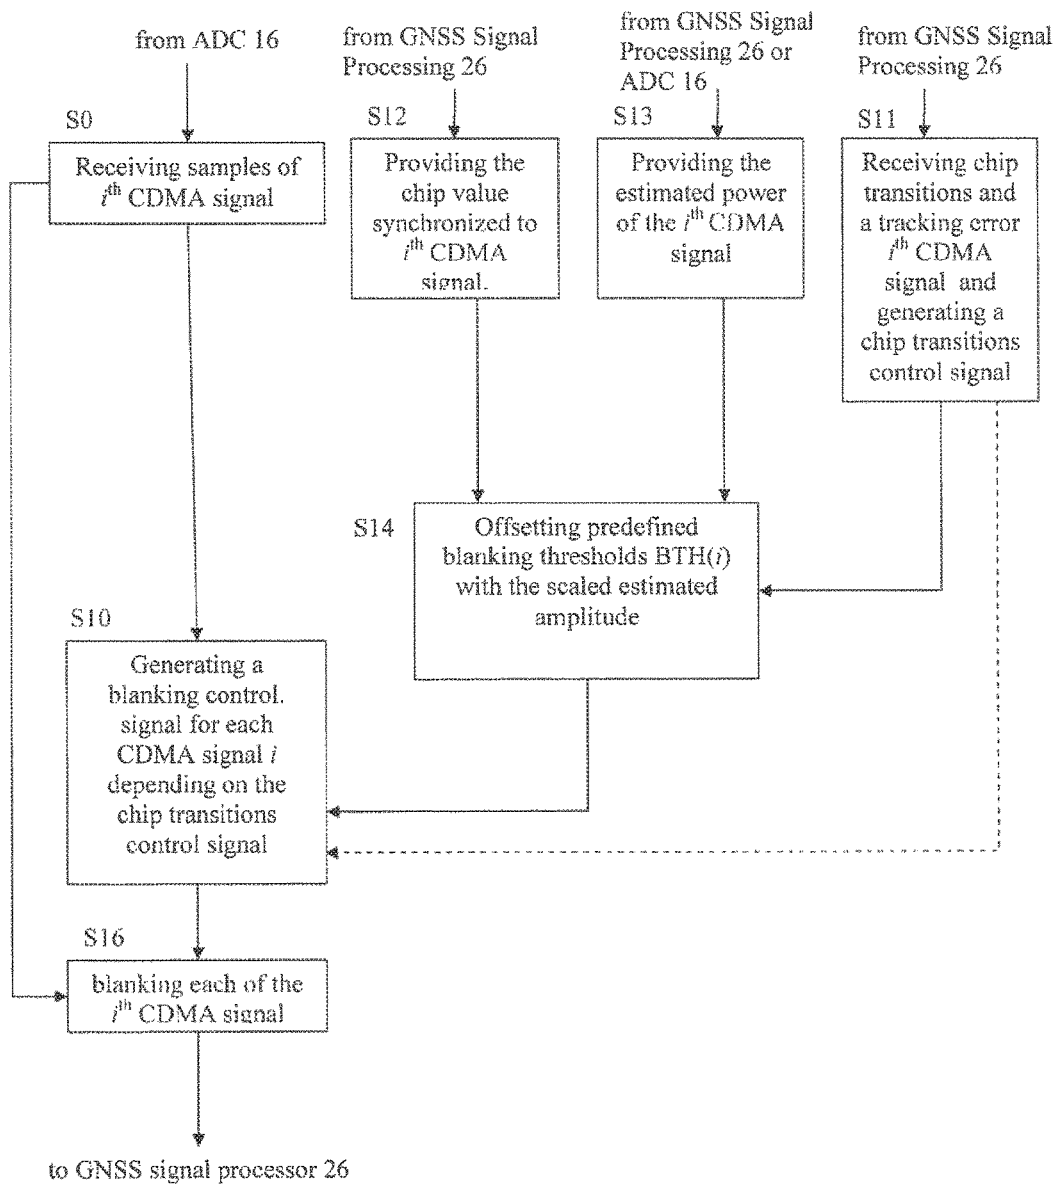 from ADC 16
from GNSS Signal
Processing 26
from GNSS Signal
Processing 26 or
ADC 16
from GNSS Signal
Processing 26
S0
Receiving samples of
iᵗʰ CDMA signal
S12
Providing the
chip value
synchronized to
iᵗʰ CDMA
signal.
S13
Providing the
estimated power
of the iᵗʰ CDMA
signal
S11
Receiving chip
transitions and
a tracking error
iᵗʰ CDMA
signal and
generating a
chip transitions
control signal
S14
Offsetting predefined
blanking thresholds BTH(i)
with the scaled estimated
amplitude
S10
Generating a
blanking control.
signal for each
CDMA signal i
depending on the
chip transitions
control signal
S16
blanking each of the
iᵗʰ CDMA signal
to GNSS signal processor 26